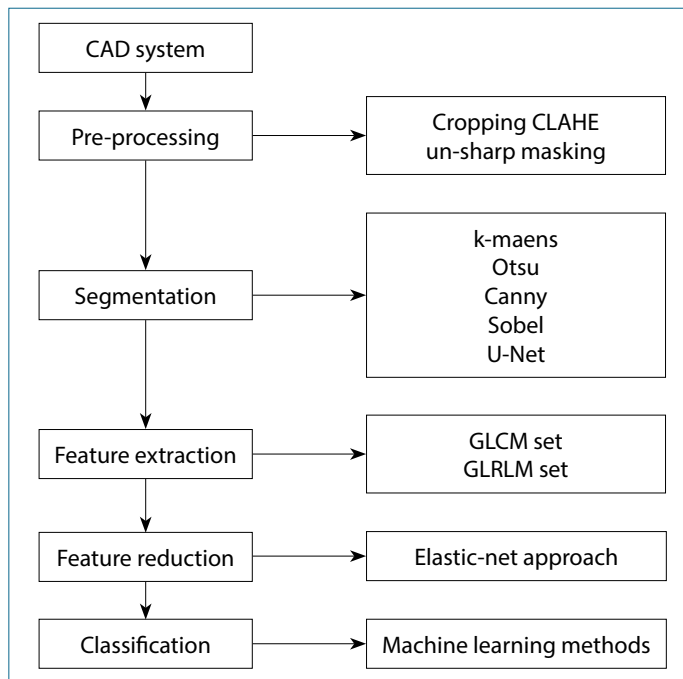 CAD system
Pre-processing
Cropping CLAHE
un-sharp masking
Segmentation
k-maens
Otsu
Canny
Sobel
U-Net
Feature extraction
GLCM set
GLRLM set
Feature reduction
Elastic-net approach
Classification
Machine learning methods